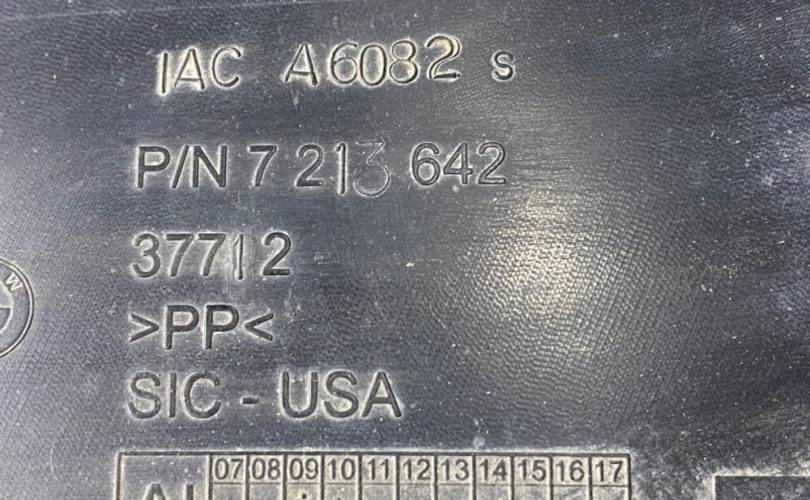 IAC A6082 s
P/N 7 213 642
37712
>PP<
SIC - USA
07 08 09 10 11 12 13 14 15 16 17